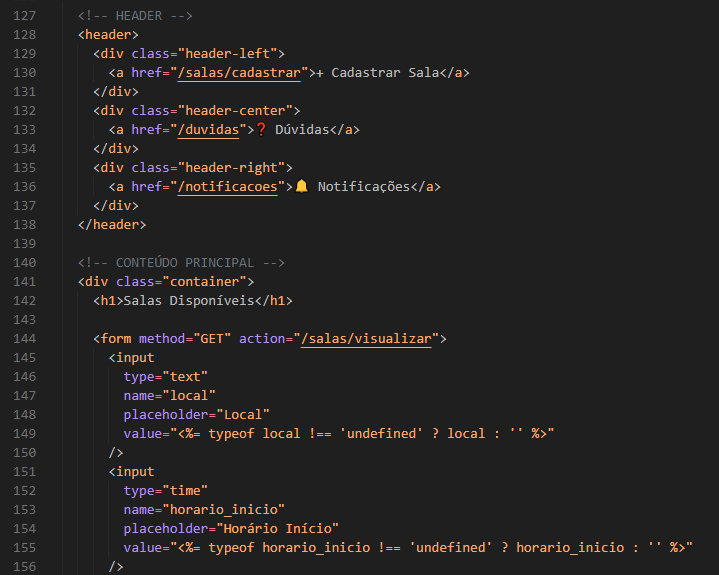 127 <!-- HEADER -->
128 <header>
129 <div class="header-left">
130 <a href="/salas/cadastrar">+ Cadastrar Sala</a>
131 </div>
132 <div class="header-center">
133 <a href="/duvidas">❓ Dúvidas</a>
134 </div>
135 <div class="header-right">
136 <a href="/notificacoes">🔔 Notificações</a>
137 </div>
138 </header>
139
140 <!-- CONTEÚDO PRINCIPAL -->
141 <div class="container">
142 <h1>Salas Disponíveis</h1>
143
144 <form method="GET" action="/salas/visualizar">
145 <input
146 type="text"
147 name="local"
148 placeholder="Local"
149 value="<%= typeof local !== 'undefined' ? local : '' %>"
150 />
151 <input
152 type="time"
153 name="horario_inicio"
154 placeholder="Horário Início"
155 value="<%= typeof horario_inicio !== 'undefined' ? horario_inicio : '' %>"
156 />